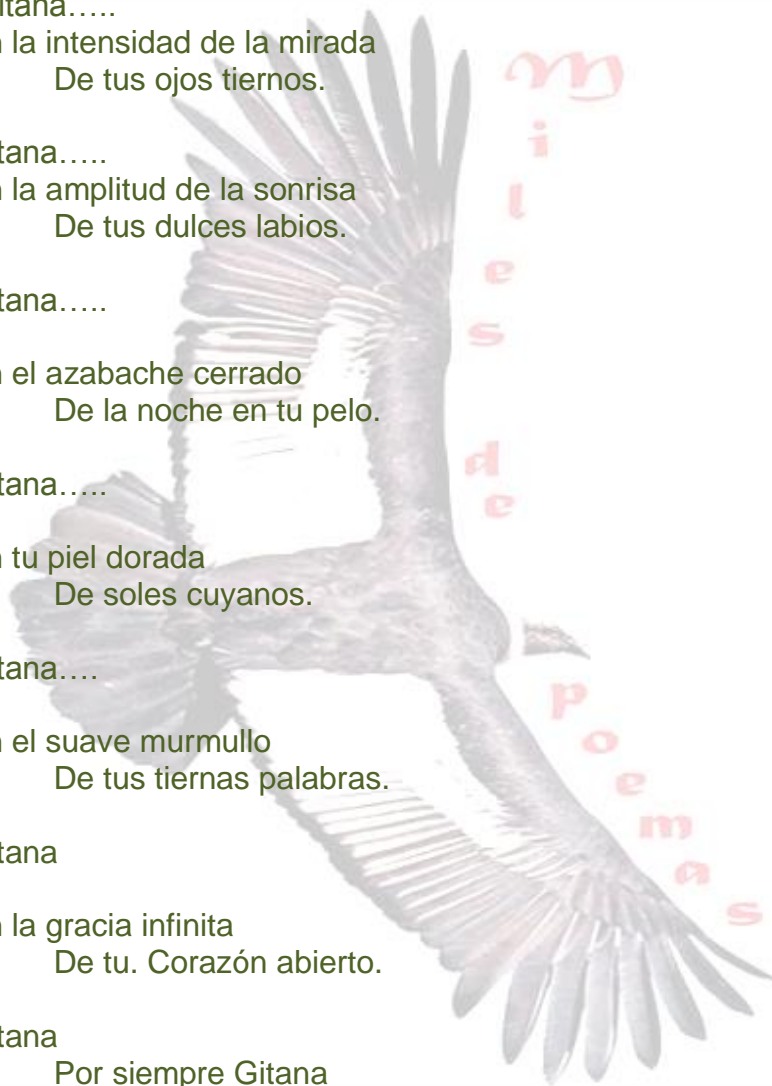 itana…..
n la intensidad de la mirada
De tus ojos tiernos.
tana…..
n la amplitud de la sonrisa
De tus dulces labios.
tana…..
n el azabache cerrado
De la noche en tu pelo.
tana…..
n tu piel dorada
De soles cuyanos.
tana….
n el suave murmullo
De tus tiernas palabras.
tana
n la gracia infinita
De tu. Corazón abierto.
tana
Por siempre Gitana
Miles de poemas